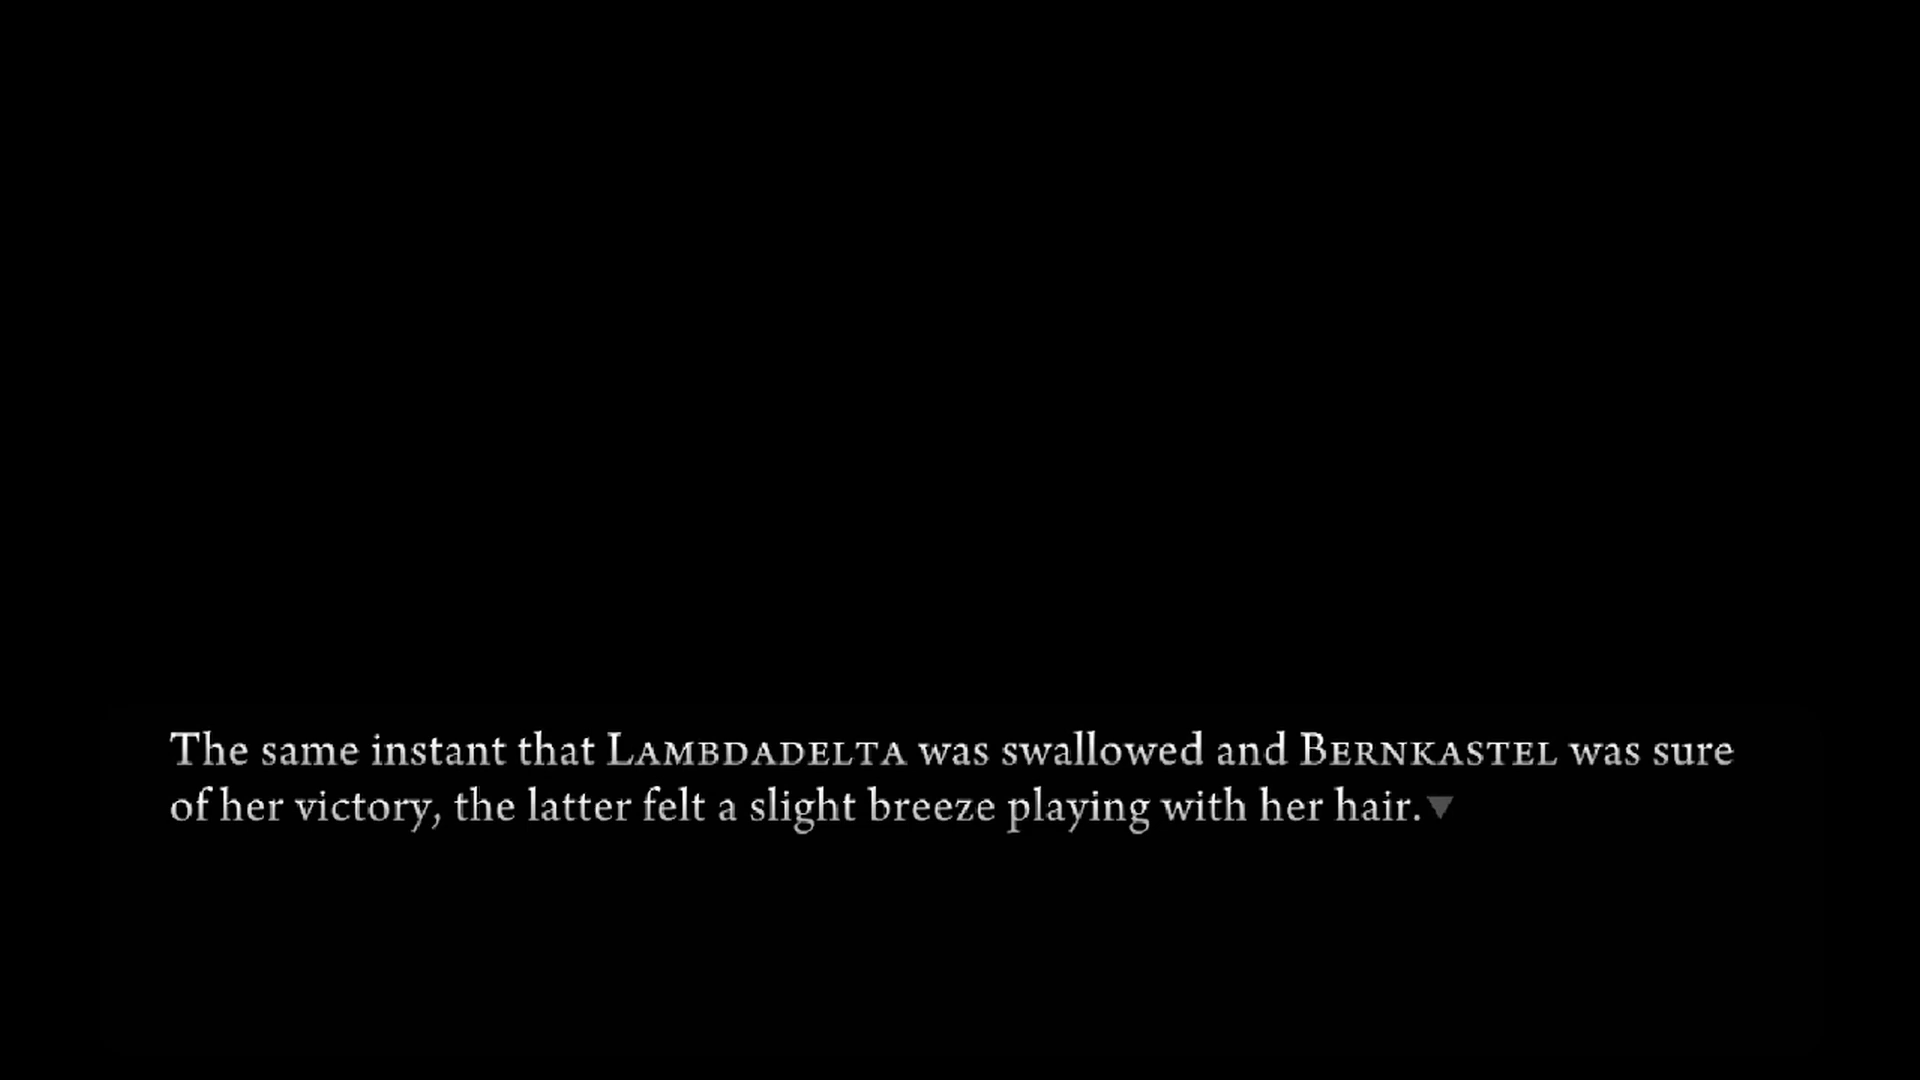 The same instant that LAMBDADELTA was swallowed and BERNKASTEL was sure
of her victory, the latter felt a slight breeze playing with her hair.▼